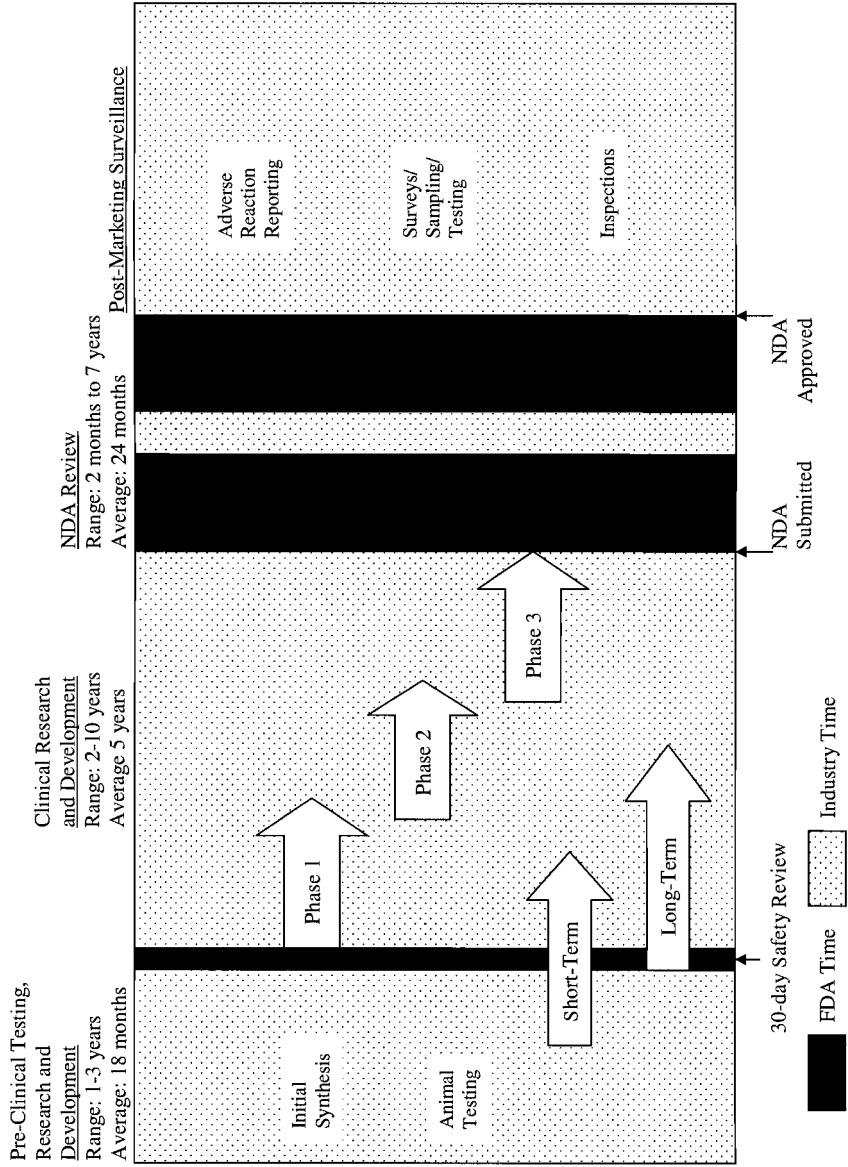 Pre-Clinical Testing,
Research and
Development
Range: 1-3 years
Average: 18 months
Clinical Research
and Development
Range: 2-10 years
Average 5 years
NDA Review
Range: 2 months to 7 years
Average: 24 months
Post-Marketing Surveillance
Initial
Synthesis
Animal
Testing
Phase 1
Phase 2
Phase 3
Short-Term
Long-Term
Adverse
Reaction
Reporting
Surveys/
Sampling/
Testing
Inspections
30-day Safety Review
NDA
Submitted
NDA
Approved
FDA Time
Industry Time